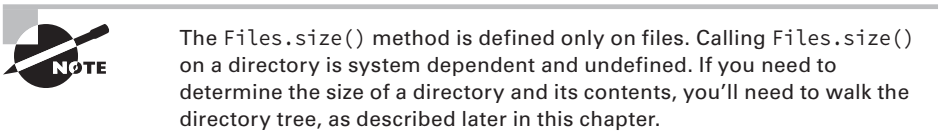 NOTE
The Files.size() method is defined only on files. Calling Files.size()
on a directory is system dependent and undefined. If you need to
determine the size of a directory and its contents, you'll need to walk the
directory tree, as described later in this chapter.